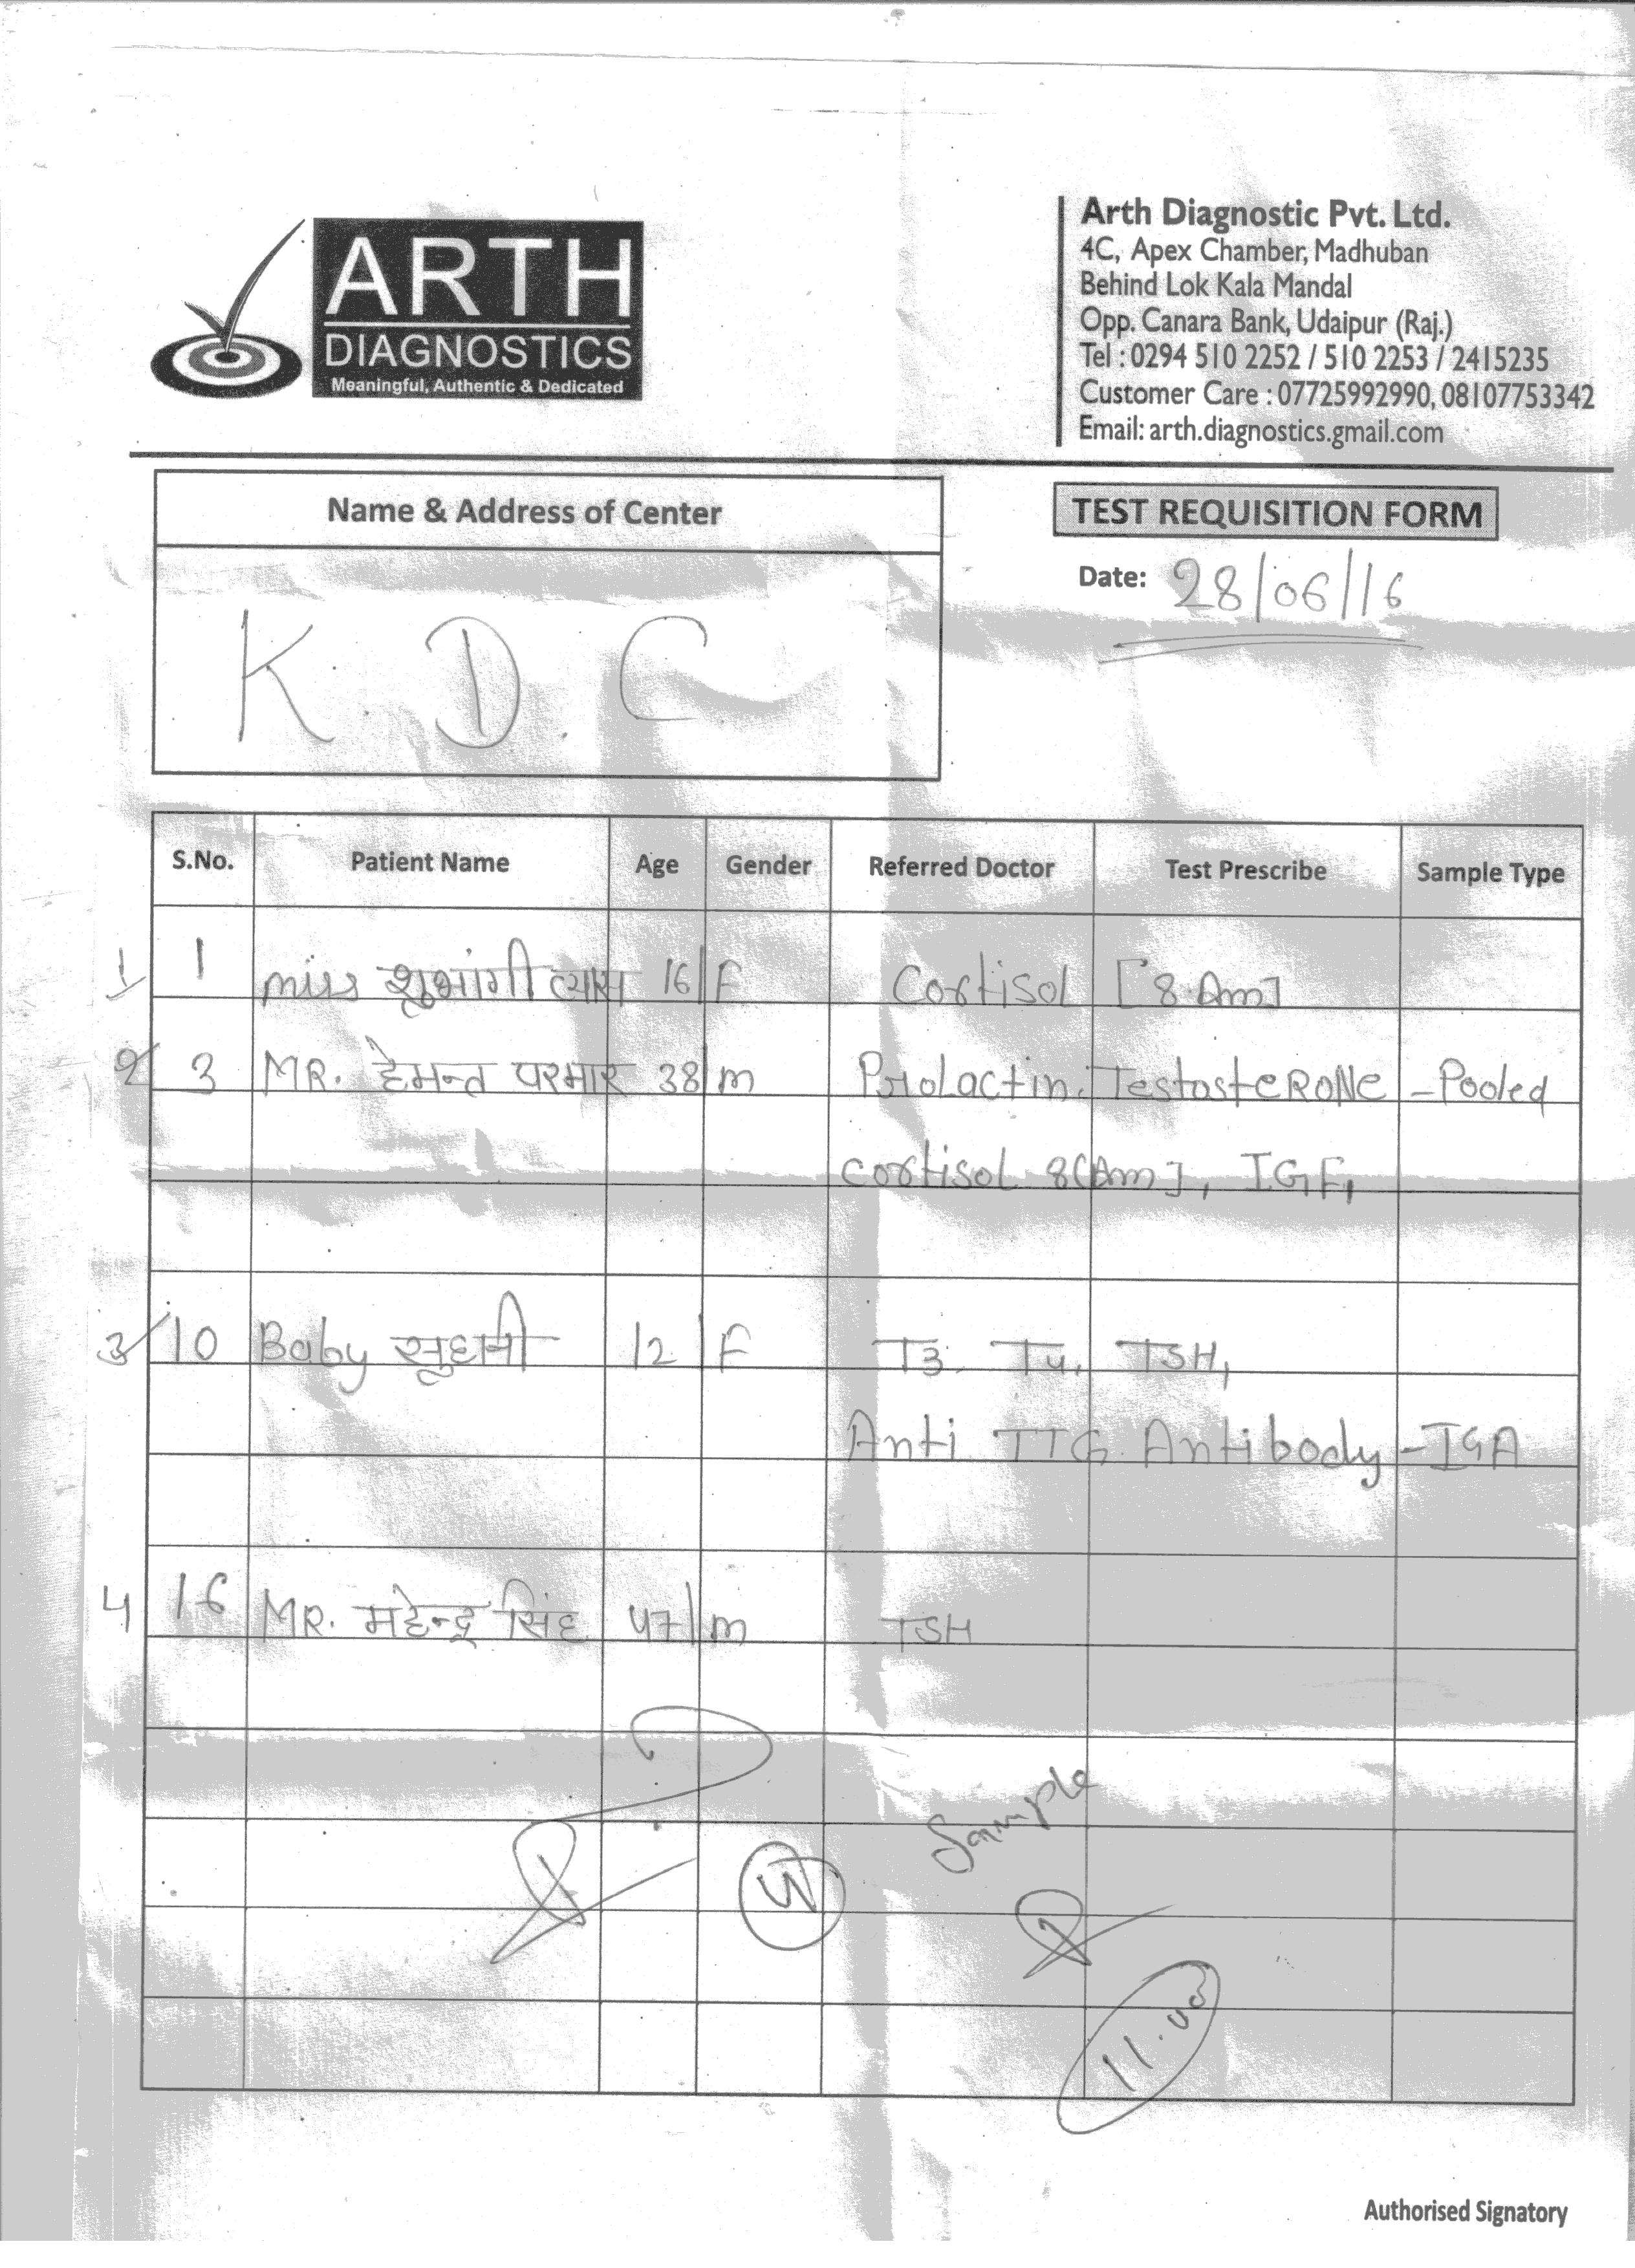 ARTH
DIAGNOSTICS
Meaningful, Authentic & Dedicated
Arth Diagnostic Pvt. Ltd.
4C, Apex Chamber, Madhuban
Behind Lok Kala Mandal
Opp. Canara Bank, Udaipur (Raj.)
Tel : 0294 510 2252 / 510 2253 / 2415235
Customer Care : 07725992990, 08107753342
Email: arth.diagnostics.gmail.com
Name & Address of Center
K. D. C
TEST REQUISITION FORM
Date: 28/06/16
S.No. Patient Name Age Gender Referred Doctor Test Prescribe Sample Type
1 1 miss शुभांगी व्यास 16/F Cortisol [8 Am]
2 3 MR. हेमन्त परमार 38/m Prolactin, TestosteRONe - Pooled
cortisol 8[Am], IGF,
3 10 Baby सुहानी 12/F T3, T4, TSH,
Anti TTG Antibody - IGA
4 16 MR. महेन्द्र सिंह 47/m TSH
Sample
11.00
Authorised Signatory